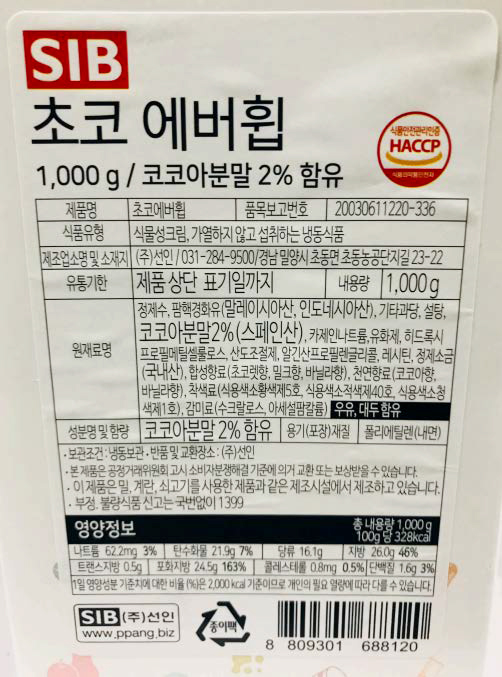 SIB
초코 에버휩
1,000 g / 코코아분말 2% 함유
식품안전관리인증
HACCP
식품의약품안전처
제품명 초코에버휩 품목보고번호 20030611220-336
식품유형 식물성크림, 가열하지 않고 섭취하는 냉동식품
제조업소명 및 소재지 (주)선인 / 031-284-9500/경남 밀양시 초동면 초동농공단지길 23-22
유통기한 제품 상단 표기일까지 내용량 1,000g
원재료명 정제수, 팜핵경화유(말레이시아산, 인도네시아산), 기타과당, 설탕,
코코아분말2%(스페인산), 카제인나트륨, 유화제, 히드록시
프로필메틸셀룰로스, 산도조절제, 알긴산프로필렌글리콜, 레시틴, 정제소금
(국내산), 합성향료(초코렛향, 밀크향, 바닐라향), 천연향료(코코아향,
바닐라향), 착색료(식용색소황색제5호, 식용색소적색제40호, 식용색소청
색제1호), 감미료(수크랄로스, 아세설팜칼륨) 우유, 대두 함유
성분명 및 함량 코코아분말 2% 함유 용기(포장)재질 폴리에틸렌(내면)
· 보관조건 : 냉동보관 · 반품 및 교환장소 : (주)선인
· 본 제품은 공정거래위원회 고시 소비자분쟁해결 기준에 의거 교환 또는 보상받을 수 있습니다.
· 이 제품은 밀, 계란, 쇠고기를 사용한 제품과 같은 제조시설에서 제조하고 있습니다.
· 부정, 불량식품 신고는 국번없이 1399
영양정보 총 내용량 1,000 g
100g 당 328kcal
나트륨 62.2mg 3% 탄수화물 21.9g 7% 당류 16.1g 지방 26.0g 46%
트랜스지방 0.5g 포화지방 24.5g 163% 콜레스테롤 0.8mg 0.5% 단백질 1.6g 3%
1일 영양성분 기준치에 대한 비율 (%)은 2,000 kcal 기준이므로 개인의 필요 열량에 따라 다를 수 있습니다.
SIB (주)선인
www.ppang.biz
종이팩
8 809301 688120